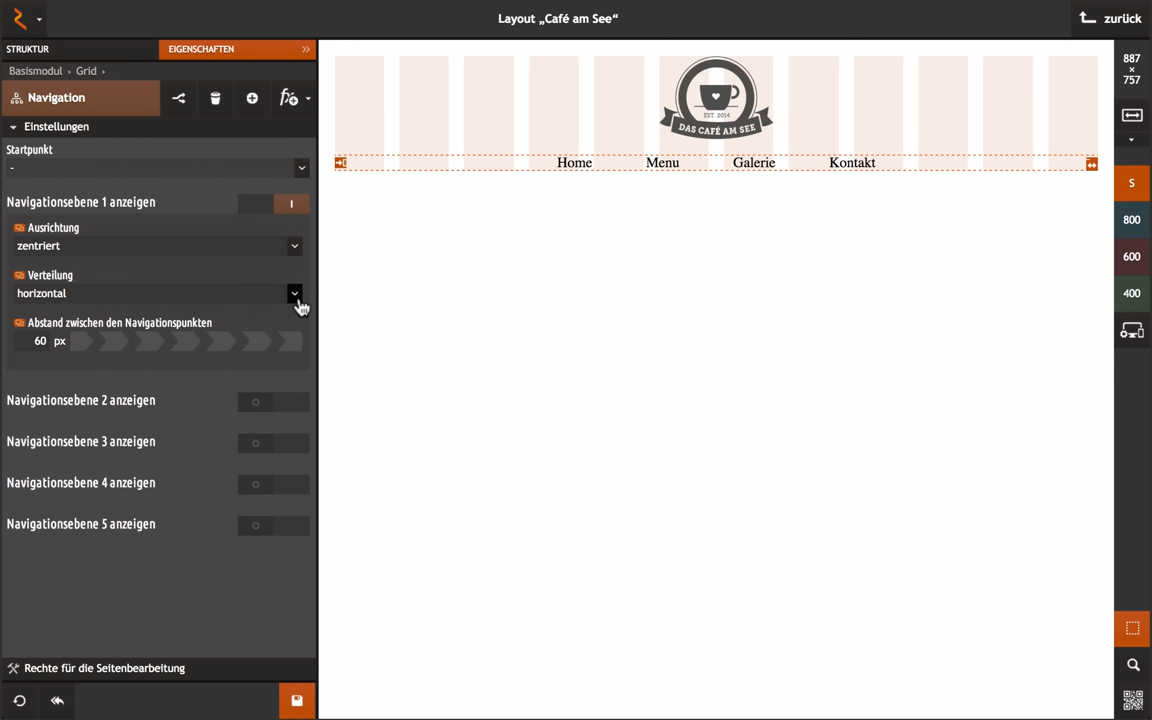 Layout „Café am See“
zurück
STRUKTUR
EIGENSCHAFTEN »
Basismodul › Grid ›
Navigation
fx
Einstellungen
Startpunkt
-
Navigationsebene 1 anzeigen
I
Ausrichtung
zentriert
Verteilung
horizontal
Abstand zwischen den Navigationspunkten
60 px
Navigationsebene 2 anzeigen
Navigationsebene 3 anzeigen
Navigationsebene 4 anzeigen
Navigationsebene 5 anzeigen
Rechte für die Seitenbearbeitung
EST. 2014
DAS CAFÉ AM SEE
Home Menu Galerie Kontakt
887
×
757
S
800
600
400